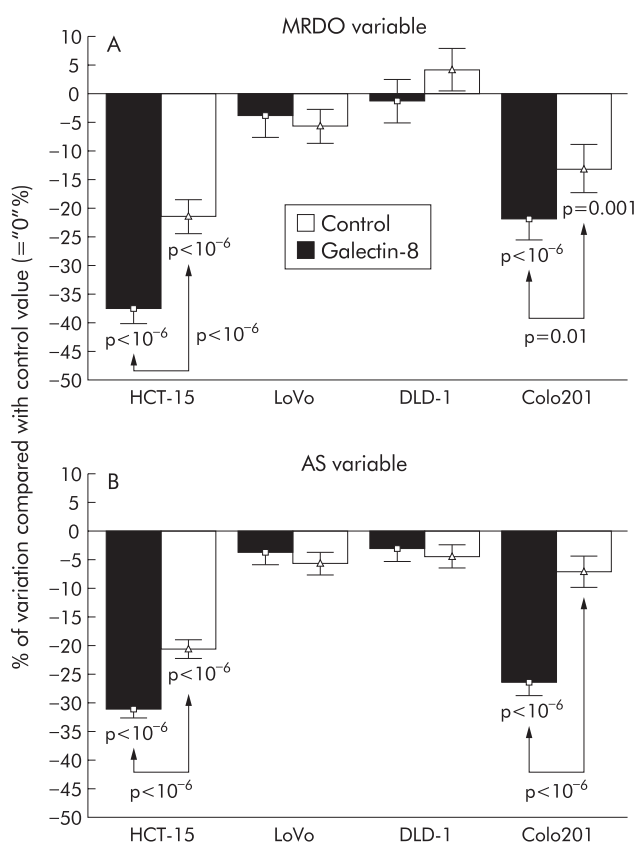 MRDO variable
A
10
5
0
−5
−10
−15
−20
−25
−30
−35
−40
−45
−50
% of variation compared with control value (="0"%)
Control
Galectin-8
p<10⁻⁶
p<10⁻⁶
p<10⁻⁶
p=0.001
p<10⁻⁶
p=0.01
HCT-15 LoVo DLD-1 Colo201
AS variable
B
10
5
0
−5
−10
−15
−20
−25
−30
−35
−40
−45
−50
p<10⁻⁶
p<10⁻⁶
p<10⁻⁶
p<10⁻⁶
p<10⁻⁶
HCT-15 LoVo DLD-1 Colo201